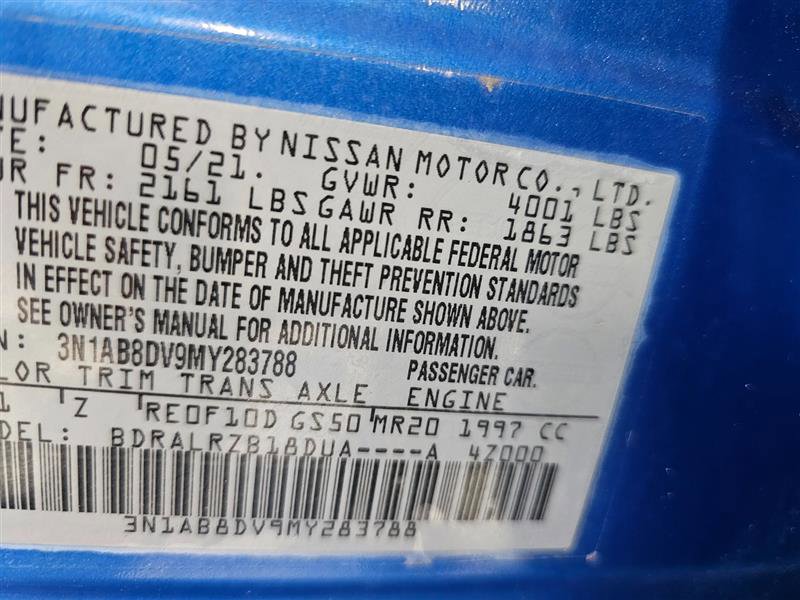 NUFACTURED BY NISSAN MOTOR CO., LTD.
TE: 05/21. GVWR: 4001 LBS
WR FR: 2161 LBS GAWR RR: 1863 LBS
THIS VEHICLE CONFORMS TO ALL APPLICABLE FEDERAL MOTOR
VEHICLE SAFETY, BUMPER AND THEFT PREVENTION STANDARDS
IN EFFECT ON THE DATE OF MANUFACTURE SHOWN ABOVE.
SEE OWNER'S MANUAL FOR ADDITIONAL INFORMATION.
N: 3N1AB8DV9MY283788 PASSENGER CAR.
LOR TRIM TRANS AXLE ENGINE
1 Z RE0F10D GS50 MR20 1997 CC
DEL: BDRALRZB18DUA----A 4Z000
3N1AB8DV9MY283788